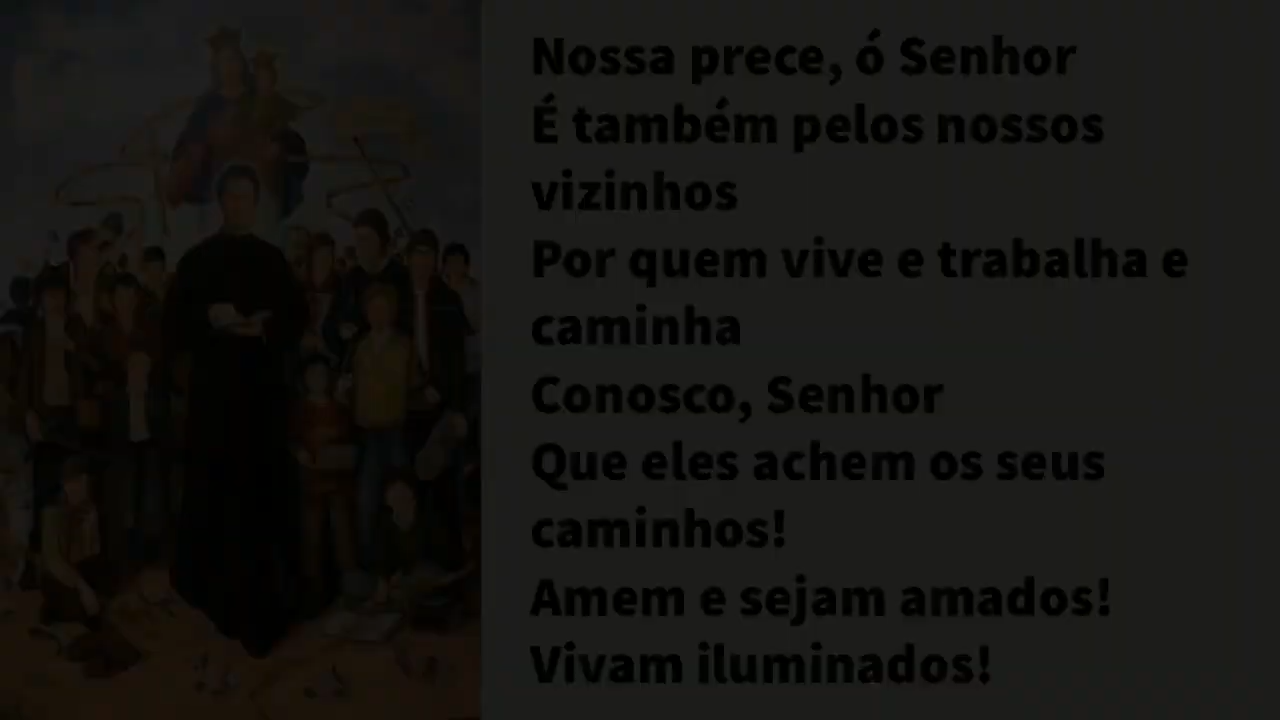 Nossa prece, ó Senhor
É também pelos nossos
vizinhos
Por quem vive e trabalha e
caminha
Conosco, Senhor
Que eles achem os seus
caminhos!
Amem e sejam amados!
Vivam iluminados!